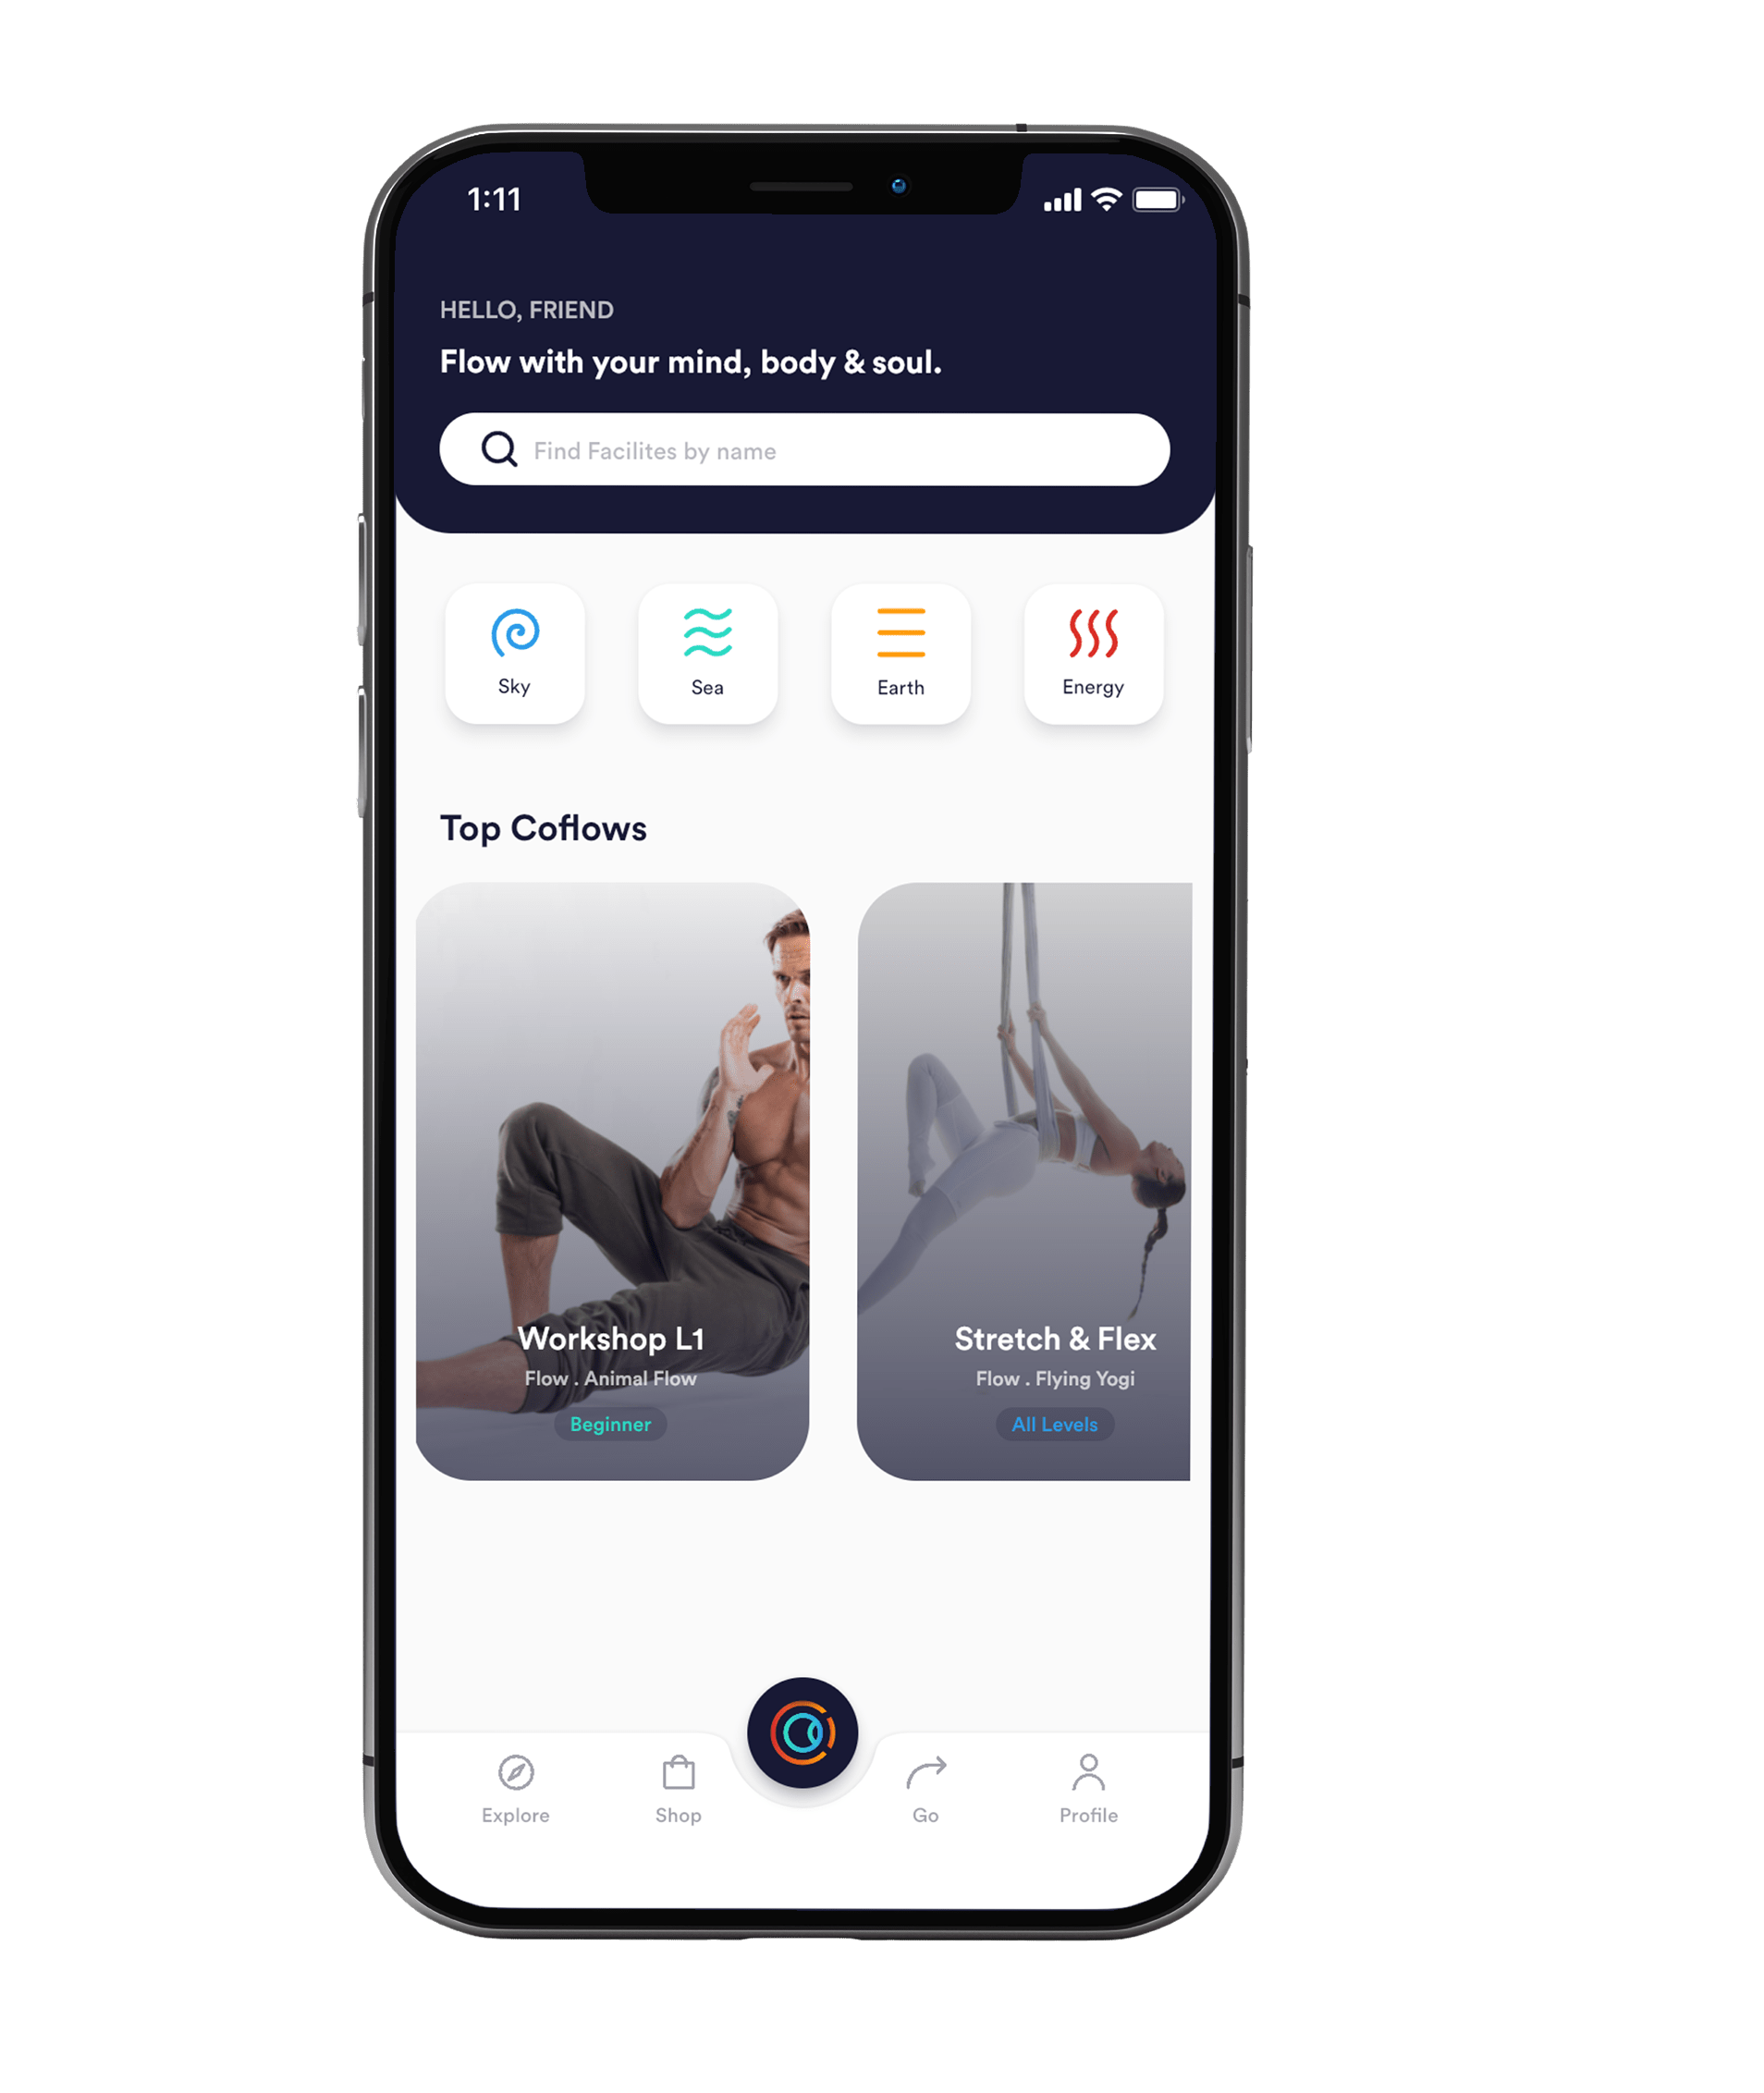 1:11
HELLO, FRIEND
Flow with your mind, body & soul.
Find Facilites by name
Sky
Sea
Earth
Energy
Top Coflows
Workshop L1
Flow . Animal Flow
Beginner
Stretch & Flex
Flow . Flying Yogi
All Levels
Explore
Shop
Go
Profile